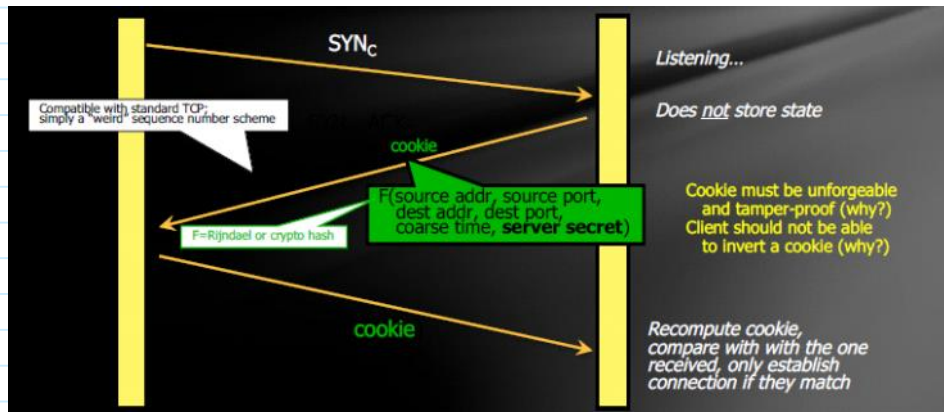 SYNC
Listening...
Compatible with standard TCP;
simply a "weird" sequence number scheme
Does not store state
cookie
F(source addr, source port,
dest addr, dest port,
coarse time, server secret)
F=Rijndael or crypto hash
Cookie must be unforgeable
and tamper-proof (why?)
Client should not be able
to invert a cookie (why?)
cookie
Recompute cookie,
compare with with the one
received, only establish
connection if they match